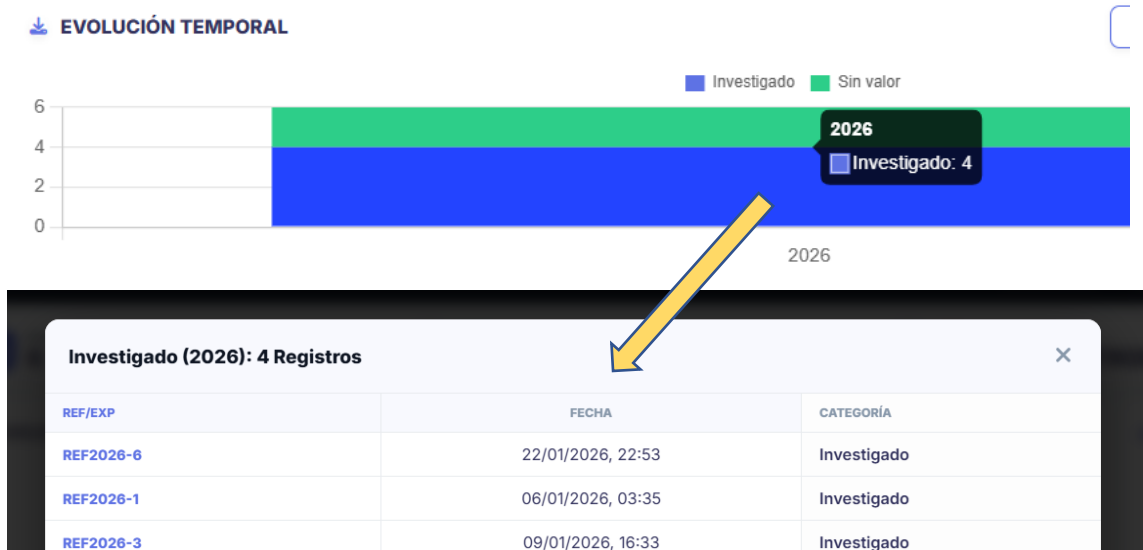 EVOLUCIÓN TEMPORAL
Investigado Sin valor
6
4
2
0
2026
Investigado: 4
2026
Investigado (2026): 4 Registros
REF/EXP FECHA CATEGORÍA
REF2026-6 22/01/2026, 22:53 Investigado
REF2026-1 06/01/2026, 03:35 Investigado
REF2026-3 09/01/2026, 16:33 Investigado